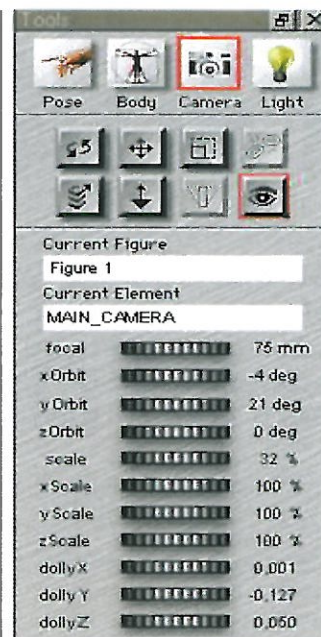 Tools
Pose Body Camera Light
Current Figure
Figure 1
Current Element
MAIN_CAMERA
focal 75 mm
xOrbit -4 deg
yOrbit 21 deg
zOrbit 0 deg
scale 32 %
xScale 100 %
yScale 100 %
zScale 100 %
dollyX 0.001
dollyY -0.127
dollyZ 0.050